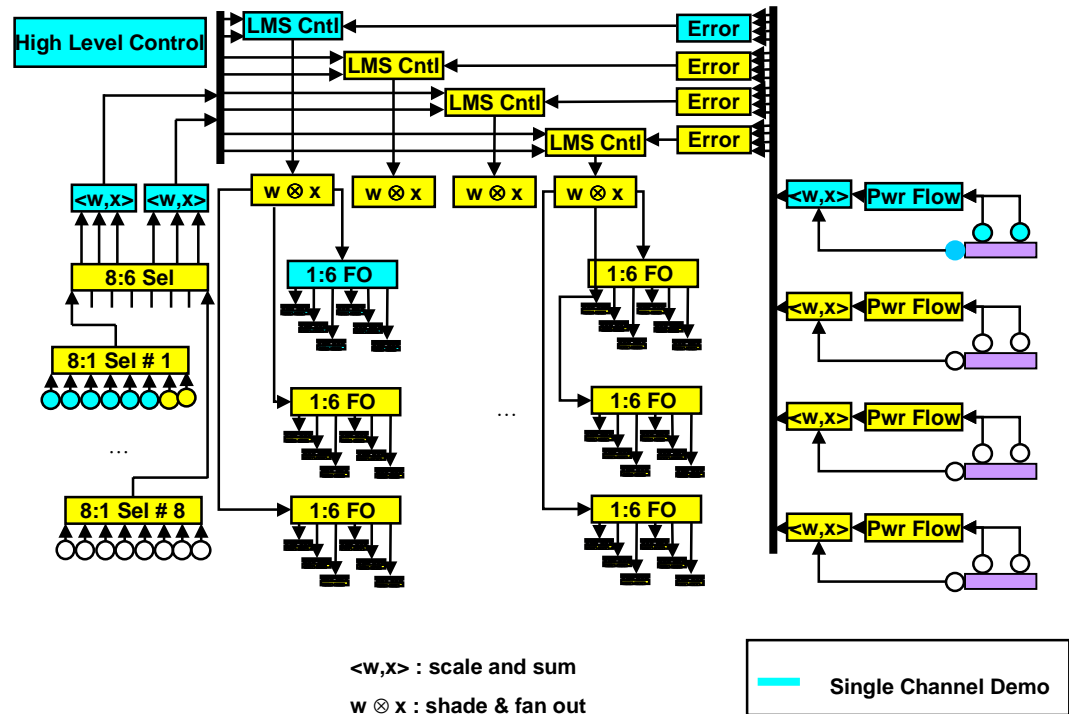 High Level Control
LMS Cntl
Error
LMS Cntl
Error
LMS Cntl
Error
LMS Cntl
Error
w ⊗ x
w ⊗ x
w ⊗ x
w ⊗ x
<w,x>
<w,x>
<w,x>
Pwr Flow
8:6 Sel
1:6 FO
1:6 FO
<w,x>
Pwr Flow
8:1 Sel # 1
1:6 FO
1:6 FO
...
<w,x>
Pwr Flow
...
8:1 Sel # 8
1:6 FO
1:6 FO
<w,x>
Pwr Flow
<w,x> : scale and sum
w ⊗ x : shade & fan out
Single Channel Demo